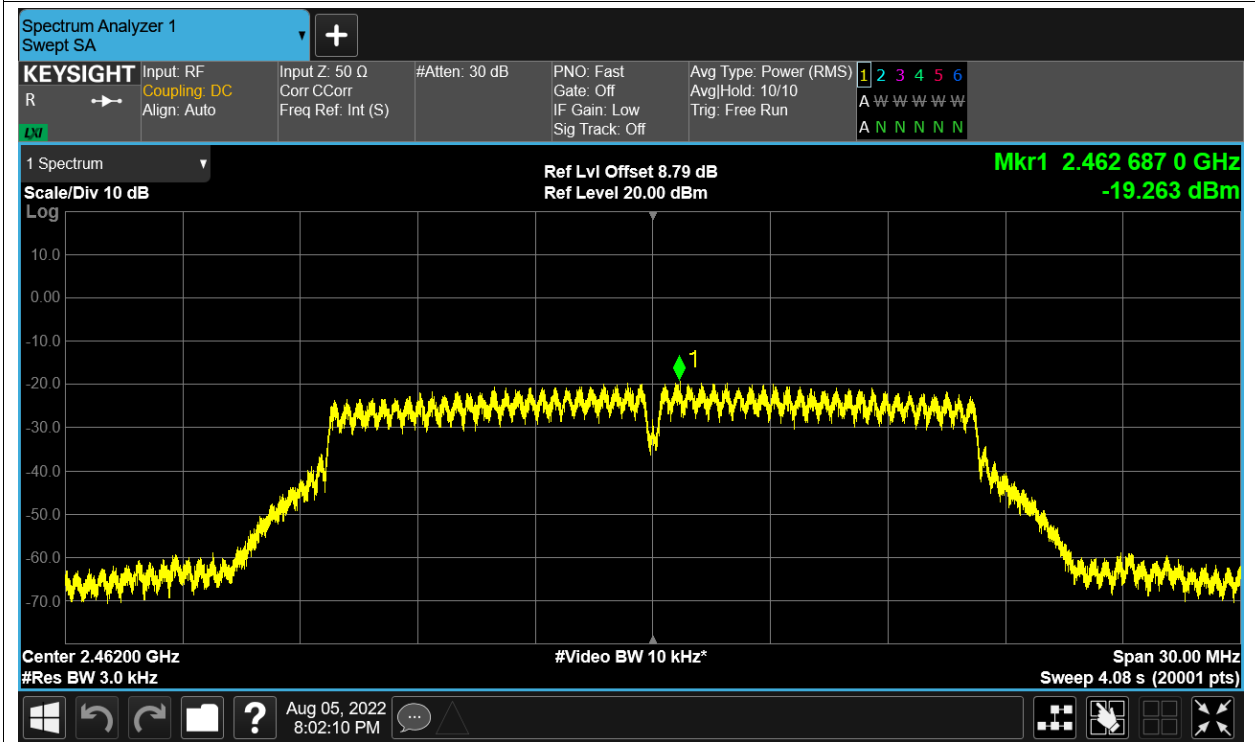 Spectrum Analyzer 1
Swept SA
KEYSIGHT
R
LXI
Input: RF
Coupling: DC
Align: Auto
Input Z: 50 Ω
Corr CCorr
Freq Ref: Int (S)
#Atten: 30 dB
PNO: Fast
Gate: Off
IF Gain: Low
Sig Track: Off
Avg Type: Power (RMS)
Avg|Hold: 10/10
Trig: Free Run
1 2 3 4 5 6
A W W W W W
A N N N N N
1 Spectrum
Scale/Div 10 dB
Log
Ref Lvl Offset 8.79 dB
Ref Level 20.00 dBm
Mkr1 2.462 687 0 GHz
-19.263 dBm
10.0
0.00
-10.0
-20.0
-30.0
-40.0
-50.0
-60.0
-70.0
1
Center 2.46200 GHz
#Res BW 3.0 kHz
#Video BW 10 kHz*
Span 30.00 MHz
Sweep 4.08 s (20001 pts)
?
Aug 05, 2022
8:02:10 PM